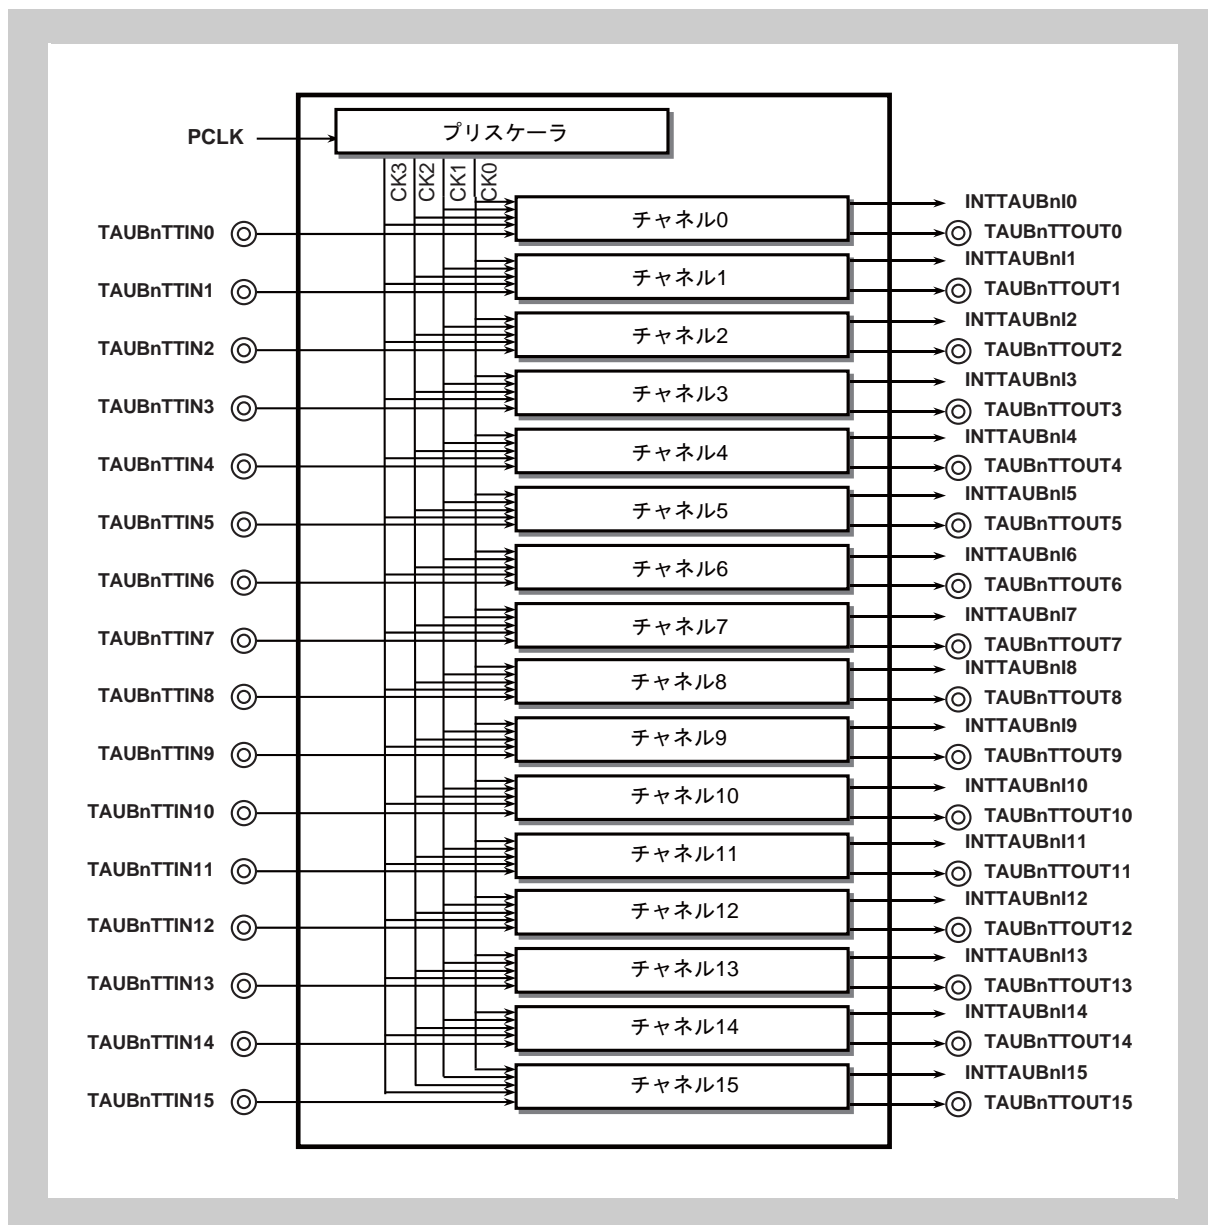 PCLK
プリスケーラ
CK3
CK2
CK1
CK0
TAUBnTTIN0
チャネル0
INTTAUBnI0
TAUBnTTOUT0
TAUBnTTIN1
チャネル1
INTTAUBnI1
TAUBnTTOUT1
TAUBnTTIN2
チャネル2
INTTAUBnI2
TAUBnTTOUT2
TAUBnTTIN3
チャネル3
INTTAUBnI3
TAUBnTTOUT3
TAUBnTTIN4
チャネル4
INTTAUBnI4
TAUBnTTOUT4
TAUBnTTIN5
チャネル5
INTTAUBnI5
TAUBnTTOUT5
TAUBnTTIN6
チャネル6
INTTAUBnI6
TAUBnTTOUT6
TAUBnTTIN7
チャネル7
INTTAUBnI7
TAUBnTTOUT7
TAUBnTTIN8
チャネル8
INTTAUBnI8
TAUBnTTOUT8
TAUBnTTIN9
チャネル9
INTTAUBnI9
TAUBnTTOUT9
TAUBnTTIN10
チャネル10
INTTAUBnI10
TAUBnTTOUT10
TAUBnTTIN11
チャネル11
INTTAUBnI11
TAUBnTTOUT11
TAUBnTTIN12
チャネル12
INTTAUBnI12
TAUBnTTOUT12
TAUBnTTIN13
チャネル13
INTTAUBnI13
TAUBnTTOUT13
TAUBnTTIN14
チャネル14
INTTAUBnI14
TAUBnTTOUT14
TAUBnTTIN15
チャネル15
INTTAUBnI15
TAUBnTTOUT15